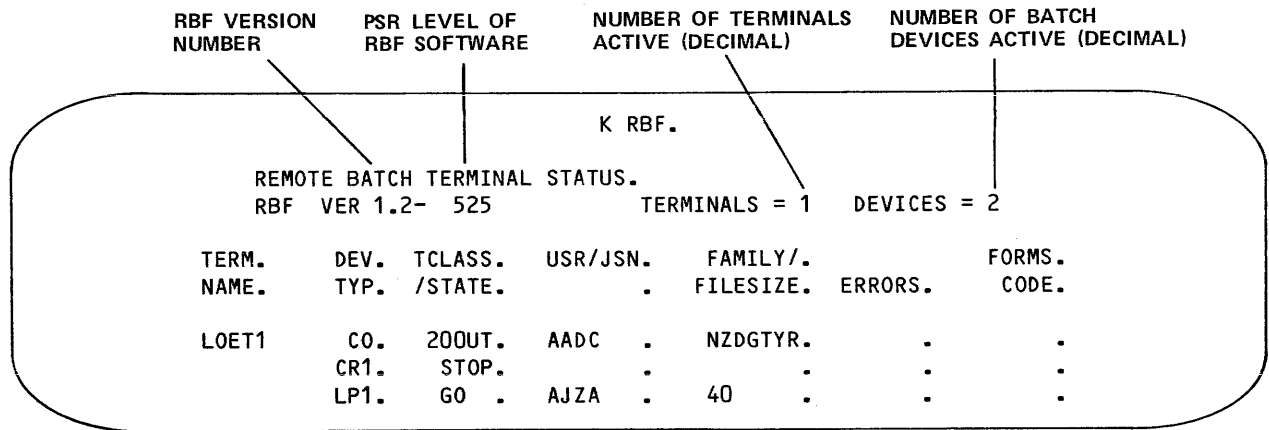 RBF VERSION NUMBER    PSR LEVEL OF RBF SOFTWARE    NUMBER OF TERMINALS ACTIVE (DECIMAL)    NUMBER OF BATCH DEVICES ACTIVE (DECIMAL)
K RBF.
REMOTE BATCH TERMINAL STATUS.
RBF  VER 1.2-  525    TERMINALS = 1    DEVICES = 2
TERM.  DEV.  TCLASS.  USR/JSN.  FAMILY/.  FORMS.
NAME.  TYP.  /STATE.  .  FILESIZE.  ERRORS.  CODE.
LOET1  CO.  200UT.  AADC  .  NZDGTYR.  .  .
CR1.  STOP.  .  .  .  .
LP1.  GO  .  AJZA  .  40  .  .  .